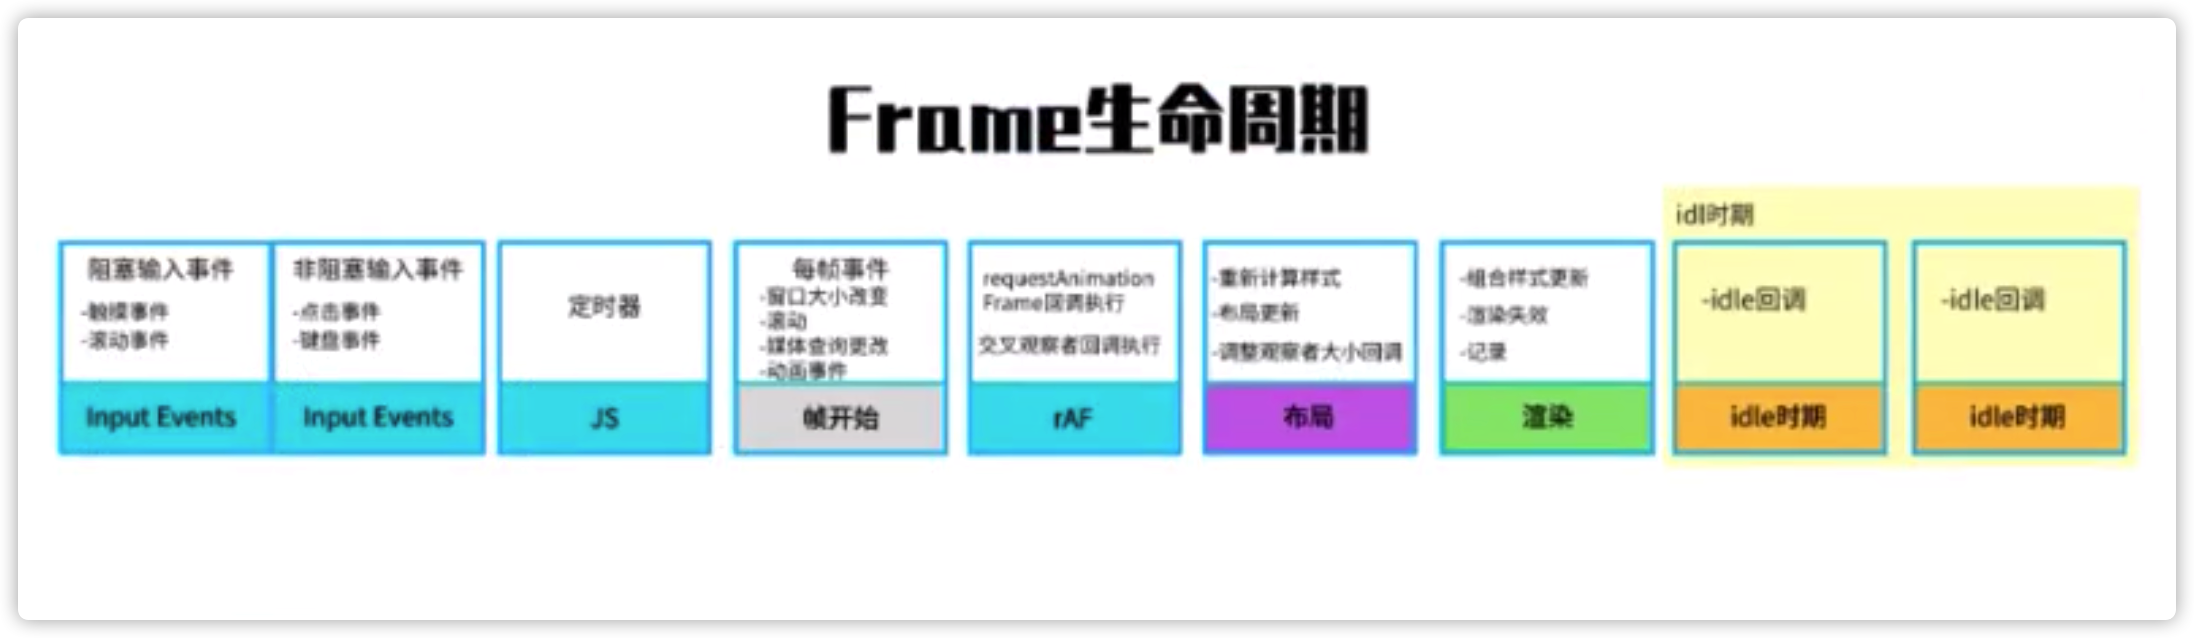 Frame生命周期
阻塞输入事件
-触摸事件
-滚动事件
Input Events
非阻塞输入事件
-点击事件
-键盘事件
Input Events
定时器
JS
每帧事件
-窗口大小改变
-滚动
-媒体查询更改
-动画事件
帧开始
requestAnimation
Frame回调执行
交叉观察者回调执行
rAF
-重新计算样式
-布局更新
-调整观察者大小回调
布局
-组合样式更新
-渲染失效
-记录
渲染
idl时期
-idle回调
idle时期
-idle回调
idle时期